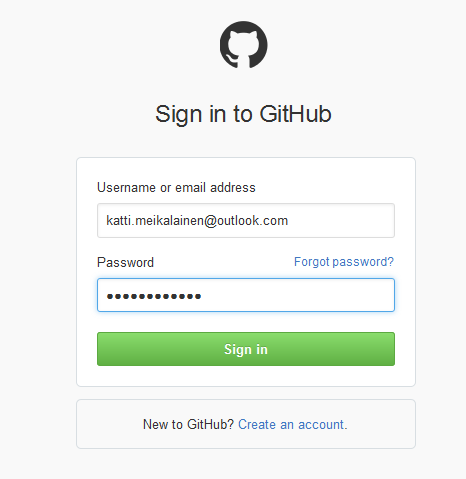 Sign in to GitHub
Username or email address
katti.meikalainen@outlook.com
Password Forgot password?
●●●●●●●●●●●●
Sign in
New to GitHub? Create an account.